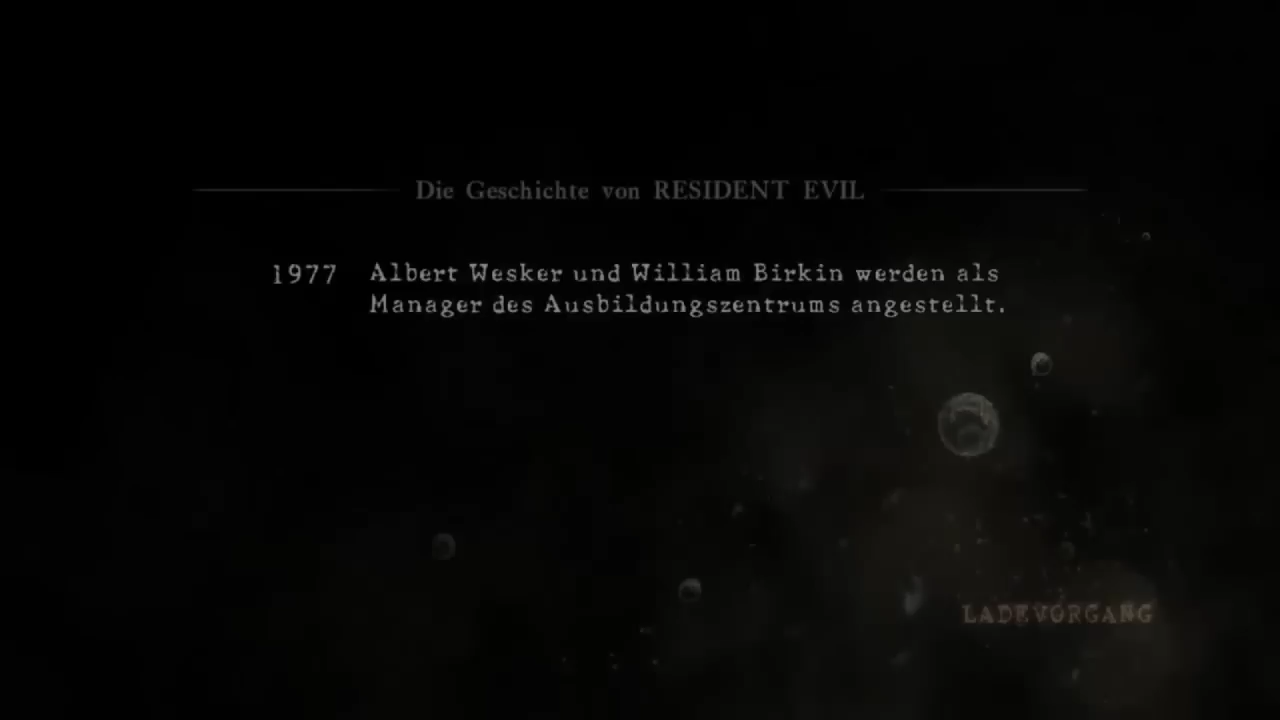 Die Geschichte von RESIDENT EVIL
1977 Albert Wesker und William Birkin werden als
Manager des Ausbildungszentrums angestellt.
LADEVORGANG